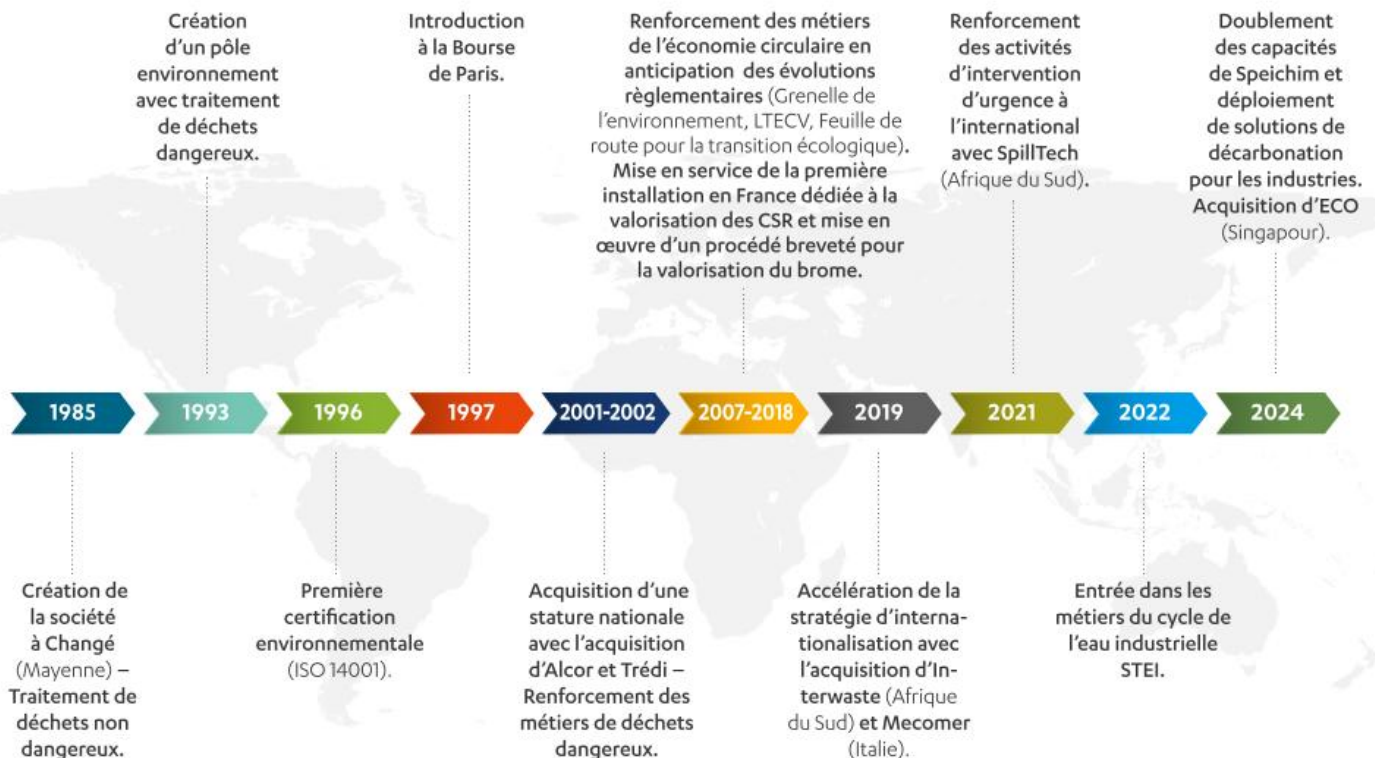 Création
d'un pôle
environnement
avec traitement
de déchets
dangereux.
Introduction
à la Bourse
de Paris.
Renforcement des métiers
de l'économie circulaire en
anticipation des évolutions
règlementaires (Grenelle de
l'environnement, LTECV, Feuille de
route pour la transition écologique).
Mise en service de la première
installation en France dédiée à la
valorisation des CSR et mise en
œuvre d'un procédé breveté pour
la valorisation du brome.
Renforcement
des activités
d'intervention
d'urgence à
l'international
avec SpillTech
(Afrique du Sud).
Doublement
des capacités
de Speichim et
déploiement
de solutions de
décarbonation
pour les industries.
Acquisition d'ECO
(Singapour).
1985
1993
1996
1997
2001-2002
2007-2018
2019
2021
2022
2024
Création de
la société
à Changé
(Mayenne) –
Traitement de
déchets non
dangereux.
Première
certification
environnementale
(ISO 14001).
Acquisition d'une
stature nationale
avec l'acquisition
d'Alcor et Trédi –
Renforcement des
métiers de déchets
dangereux.
Accélération de la
stratégie d'interna-
tionalisation avec
l'acquisition d'In-
terwaste (Afrique
du Sud) et Mecomer
(Italie).
Entrée dans les
métiers du cycle de
l'eau industrielle
STEI.